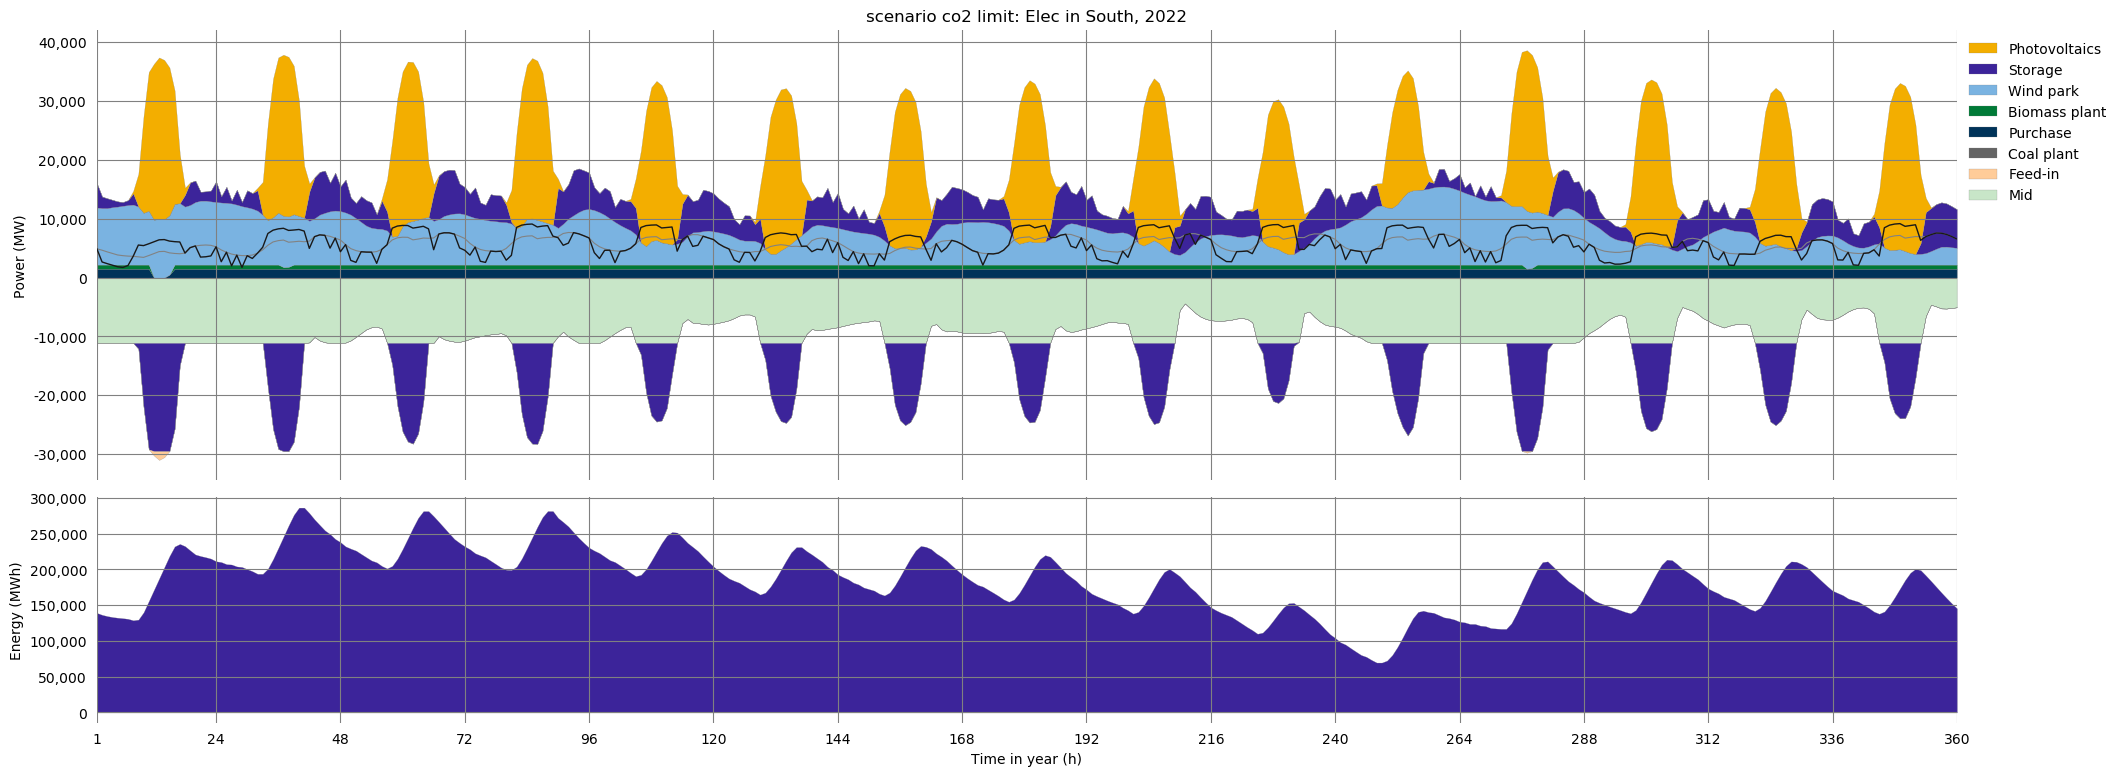 scenario co2 limit: Elec in South, 2022
Power (MW)
40,000
30,000
20,000
10,000
0
-10,000
-20,000
-30,000
Photovoltaics
Storage
Wind park
Biomass plant
Purchase
Coal plant
Feed-in
Mid
Energy (MWh)
300,000
250,000
200,000
150,000
100,000
50,000
0
1 24 48 72 96 120 144 168 192 216 240 264 288 312 336 360
Time in year (h)